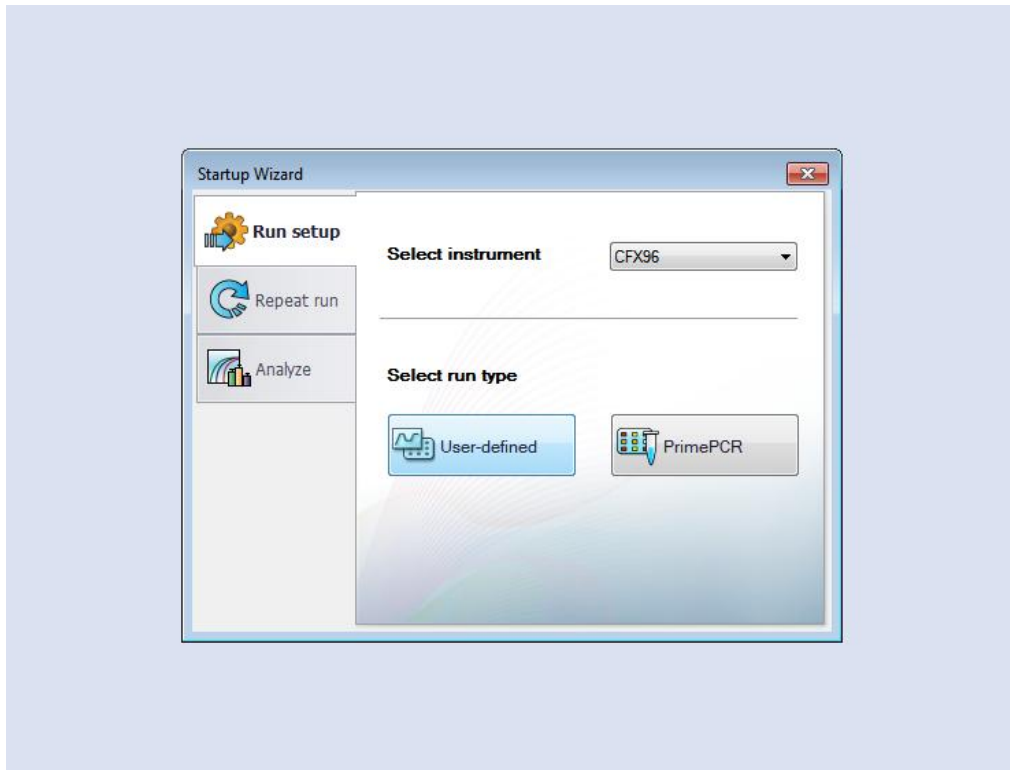 Startup Wizard
Run setup
Repeat run
Analyze
Select instrument
CFX96
Select run type
User-defined
PrimePCR